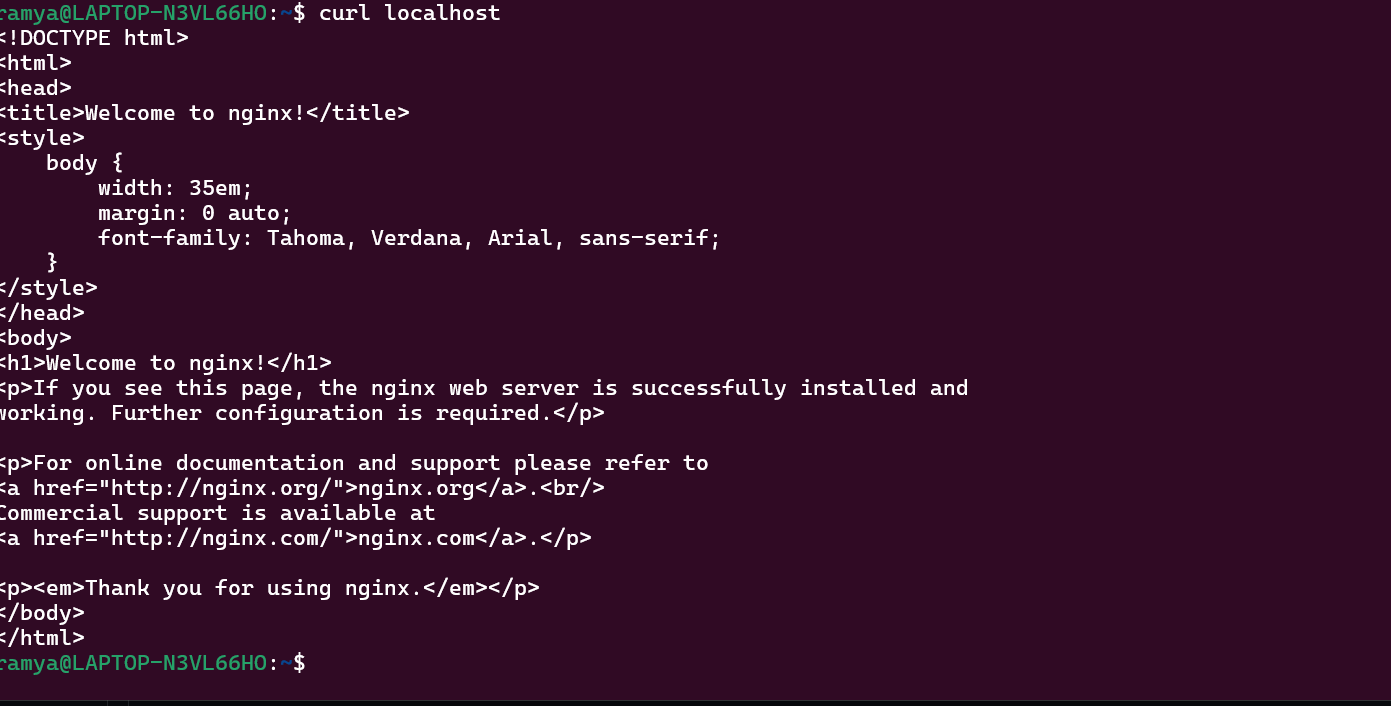 ramya@LAPTOP-N3VL66HO:~$ curl localhost
<!DOCTYPE html>
<html>
<head>
<title>Welcome to nginx!</title>
<style>
    body {
        width: 35em;
        margin: 0 auto;
        font-family: Tahoma, Verdana, Arial, sans-serif;
    }
</style>
</head>
<body>
<h1>Welcome to nginx!</h1>
<p>If you see this page, the nginx web server is successfully installed and
working. Further configuration is required.</p>

<p>For online documentation and support please refer to
<a href="http://nginx.org/">nginx.org</a>.<br/>
Commercial support is available at
<a href="http://nginx.com/">nginx.com</a>.</p>

<p><em>Thank you for using nginx.</em></p>
</body>
</html>
ramya@LAPTOP-N3VL66HO:~$